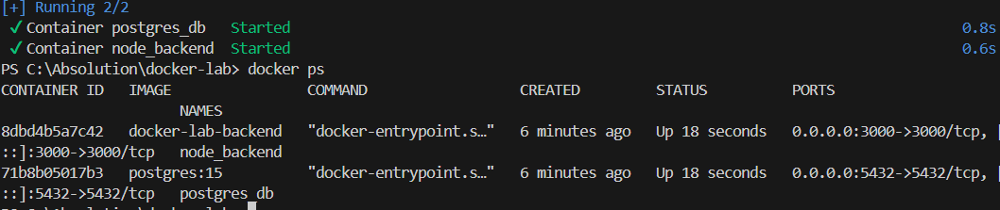 [+] Running 2/2
✓ Container postgres_db Started 0.8s
✓ Container node_backend Started 0.6s
PS C:\Absolution\docker-lab> docker ps
CONTAINER ID IMAGE COMMAND CREATED STATUS PORTS
NAMES
8dbd4b5a7c42 docker-lab-backend "docker-entrypoint.s…" 6 minutes ago Up 18 seconds 0.0.0.0:3000->3000/tcp, [
::]:3000->3000/tcp node_backend
71b8b05017b3 postgres:15 "docker-entrypoint.s…" 6 minutes ago Up 18 seconds 0.0.0.0:5432->5432/tcp, [
::]:5432->5432/tcp postgres_db